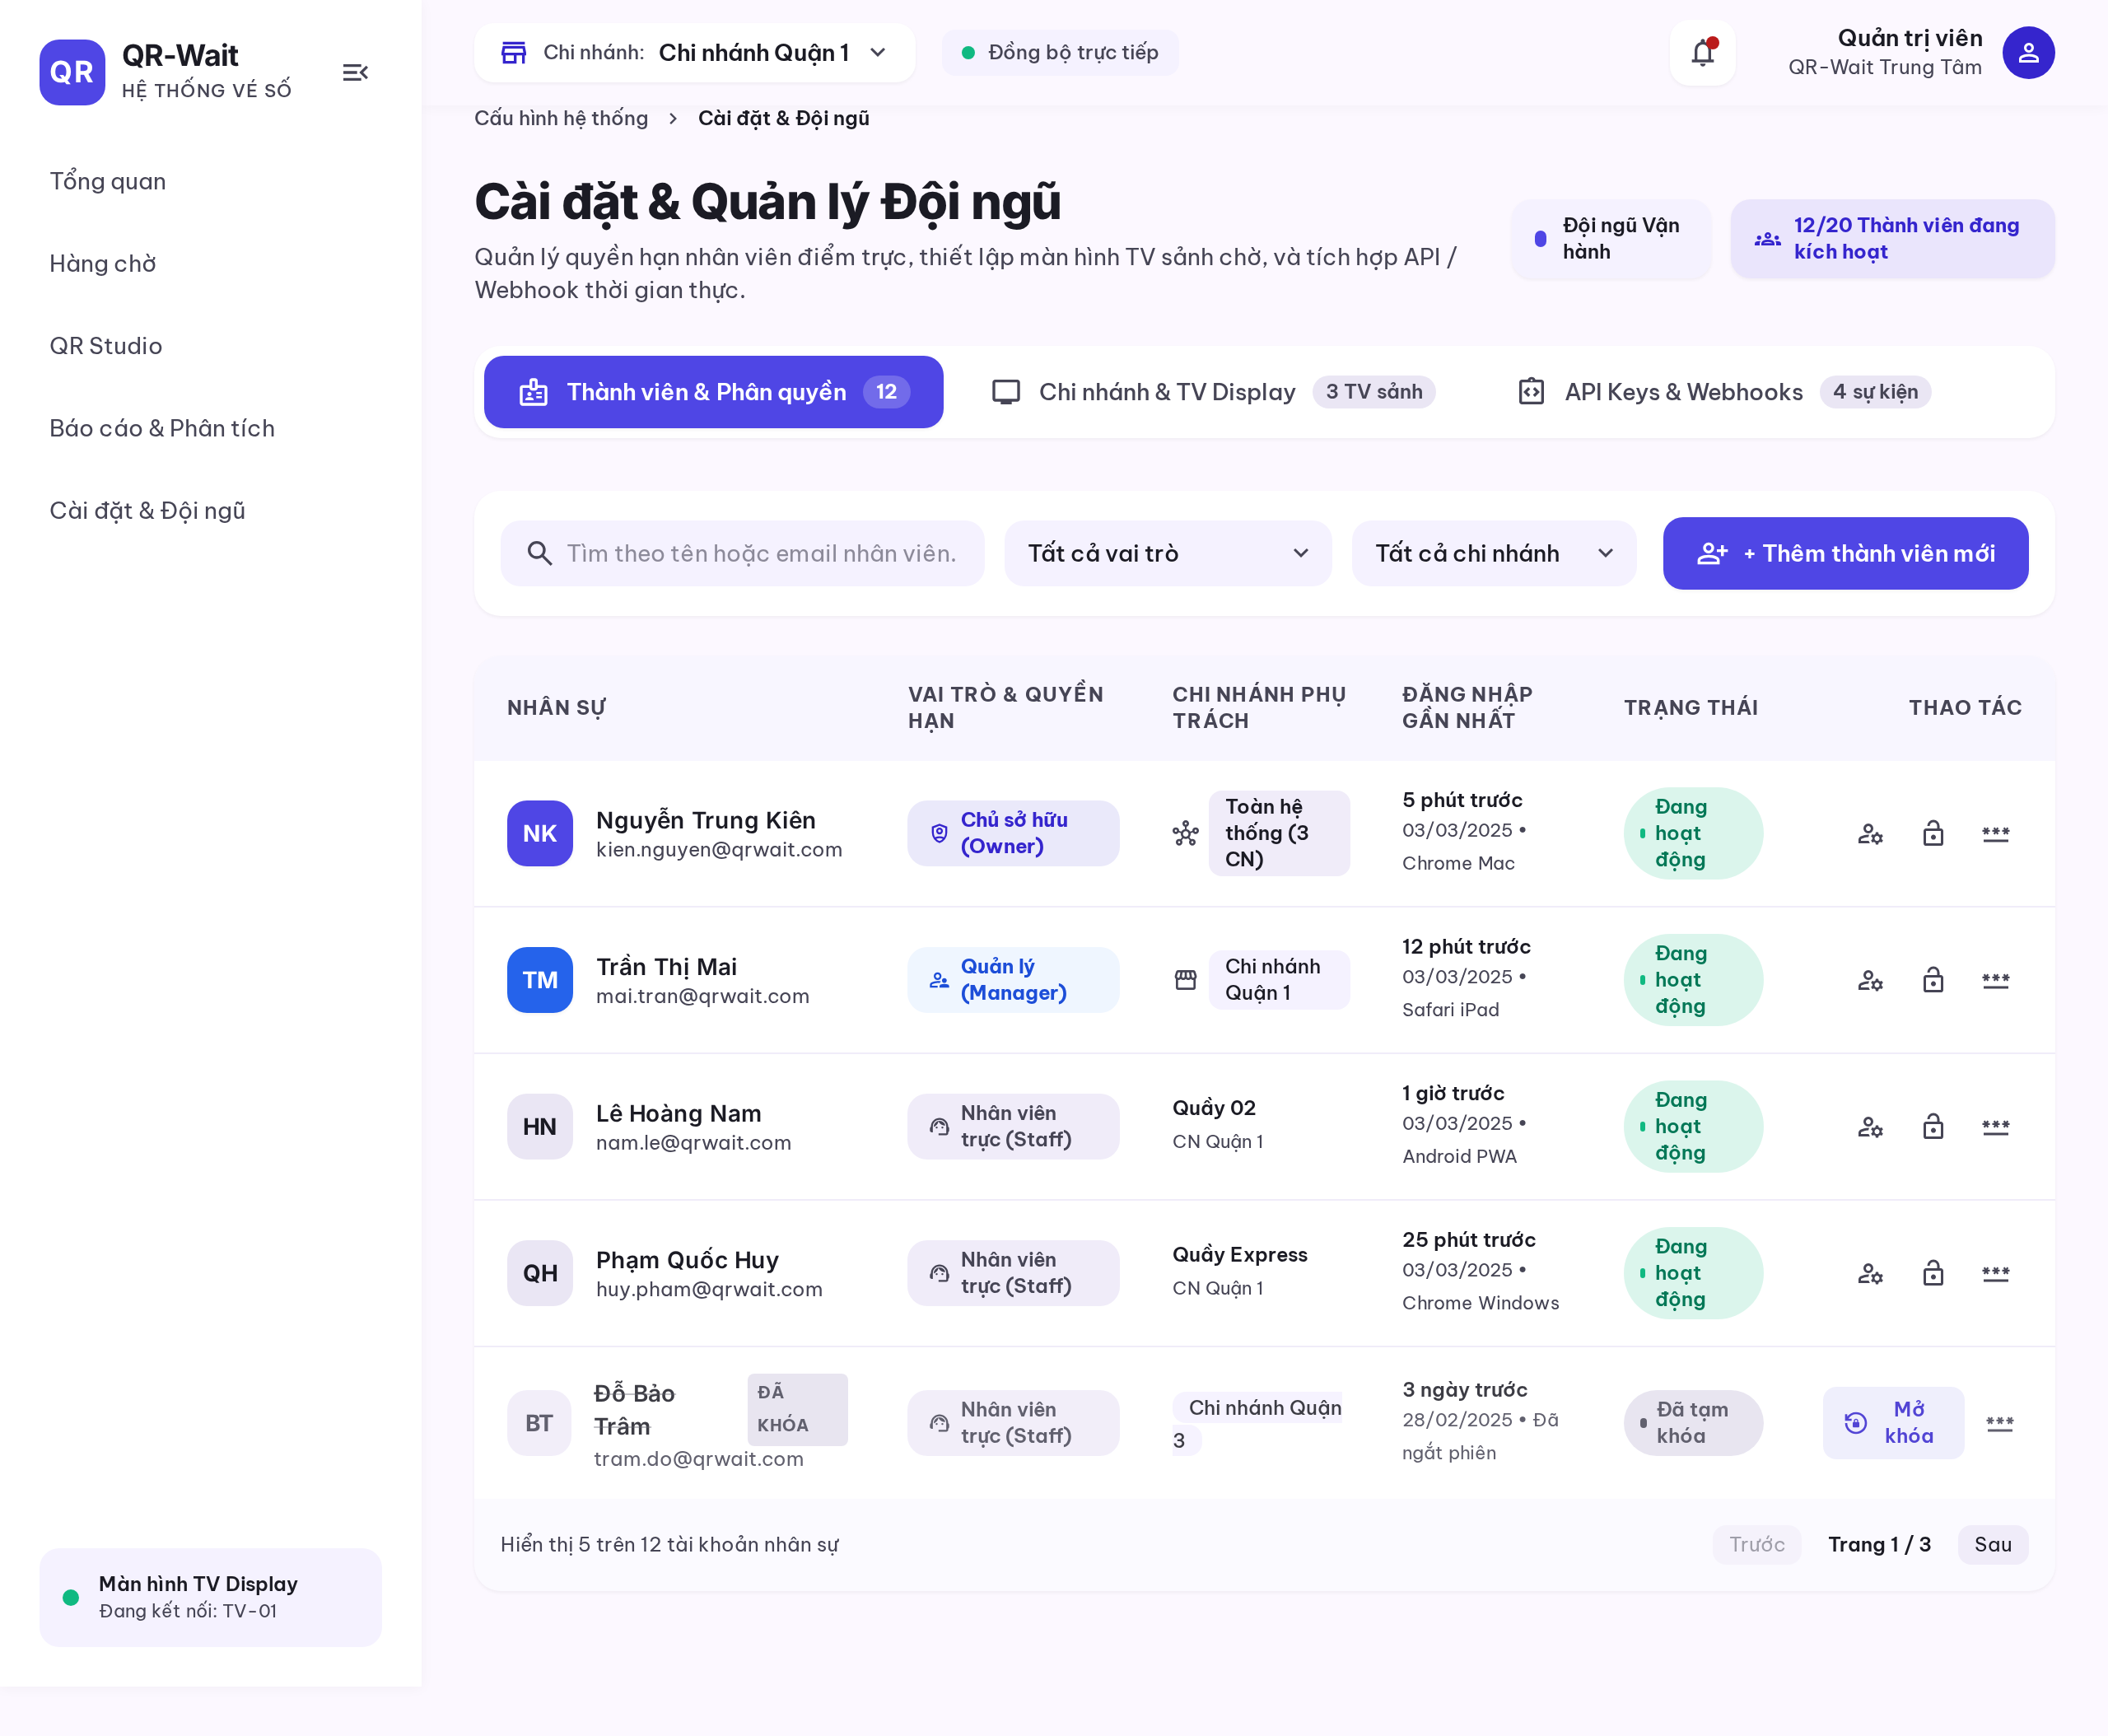 QR
QR-Wait
HỆ THỐNG VÉ SỐ
Tổng quan
Hàng chờ
QR Studio
Báo cáo & Phân tích
Cài đặt & Đội ngũ
Màn hình TV Display
Đang kết nối: TV-01
Chi nhánh: Chi nhánh Quận 1
Đồng bộ trực tiếp
Quản trị viên
QR-Wait Trung Tâm
Cấu hình hệ thống
Cài đặt & Đội ngũ
Cài đặt & Quản lý Đội ngũ
Quản lý quyền hạn nhân viên điểm trực, thiết lập màn hình TV sảnh chờ, và tích hợp API /
Webhook thời gian thực.
Đội ngũ Vận
hành
12/20 Thành viên đang
kích hoạt
Thành viên & Phân quyền 12
Chi nhánh & TV Display 3 TV sảnh
API Keys & Webhooks 4 sự kiện
Tìm theo tên hoặc email nhân viên.
Tất cả vai trò
Tất cả chi nhánh
+ Thêm thành viên mới
NHÂN SỰ
VAI TRÒ & QUYỀN
HẠN
CHI NHÁNH PHỤ
TRÁCH
ĐĂNG NHẬP
GẦN NHẤT
TRẠNG THÁI
THAO TÁC
NK
Nguyễn Trung Kiên
kien.nguyen@qrwait.com
Chủ sở hữu
(Owner)
Toàn hệ
thống (3
CN)
5 phút trước
03/03/2025 •
Chrome Mac
Đang
hoạt
động
TM
Trần Thị Mai
mai.tran@qrwait.com
Quản lý
(Manager)
Chi nhánh
Quận 1
12 phút trước
03/03/2025 •
Safari iPad
Đang
hoạt
động
HN
Lê Hoàng Nam
nam.le@qrwait.com
Nhân viên
trực (Staff)
Quầy 02
CN Quận 1
1 giờ trước
03/03/2025 •
Android PWA
Đang
hoạt
động
QH
Phạm Quốc Huy
huy.pham@qrwait.com
Nhân viên
trực (Staff)
Quầy Express
CN Quận 1
25 phút trước
03/03/2025 •
Chrome Windows
Đang
hoạt
động
BT
Đỗ Bảo
Trâm
ĐÃ
KHÓA
tram.do@qrwait.com
Nhân viên
trực (Staff)
Chi nhánh Quận
3
3 ngày trước
28/02/2025 • Đã
ngắt phiên
Đã tạm
khóa
Mở
khóa
Hiển thị 5 trên 12 tài khoản nhân sự
Trước
Trang 1 / 3
Sau